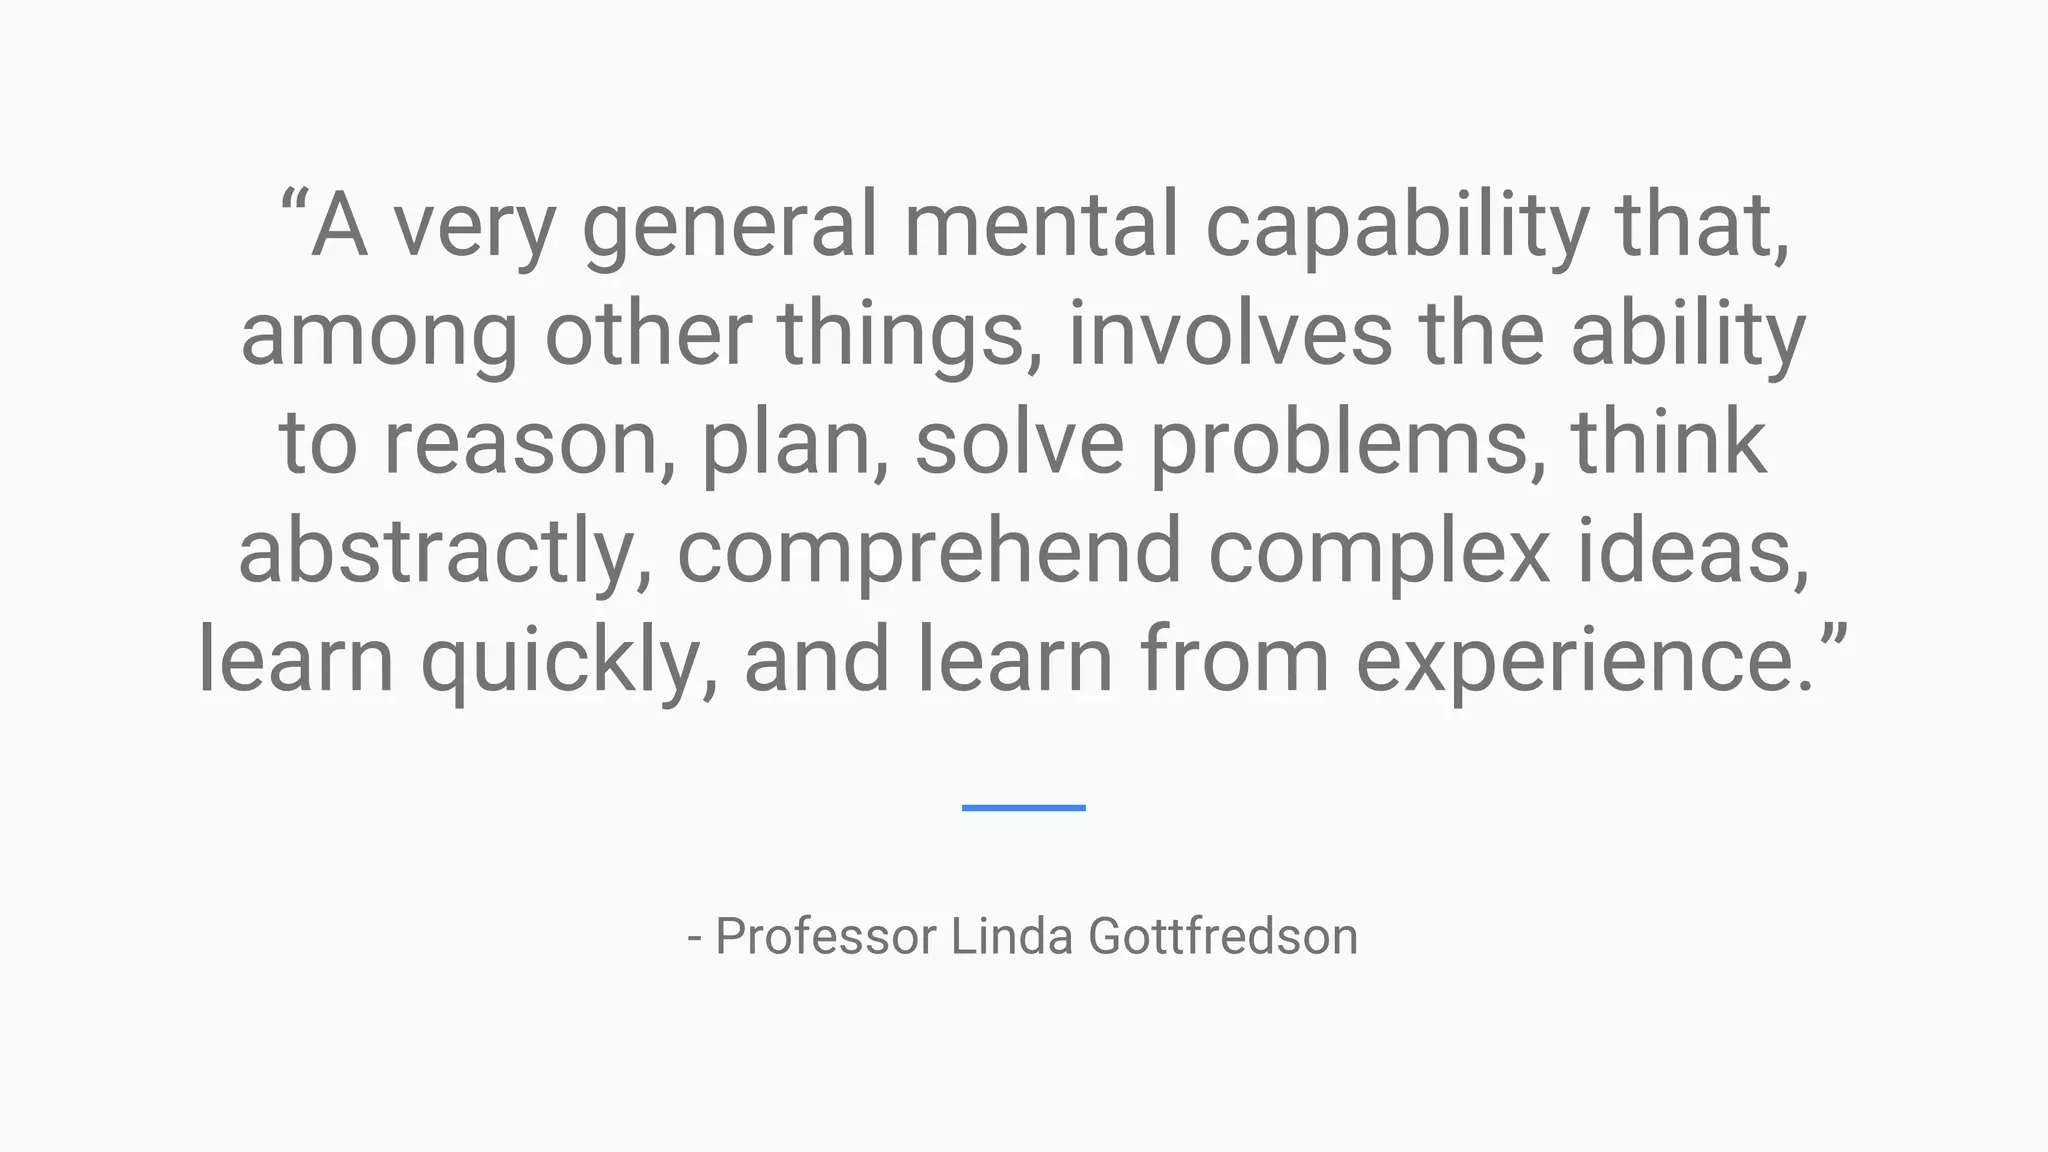 “A very general mental capability that,
among other things, involves the ability
to reason, plan, solve problems, think
abstractly, comprehend complex ideas,
learn quickly, and learn from experience.”
- Professor Linda Gottfredson